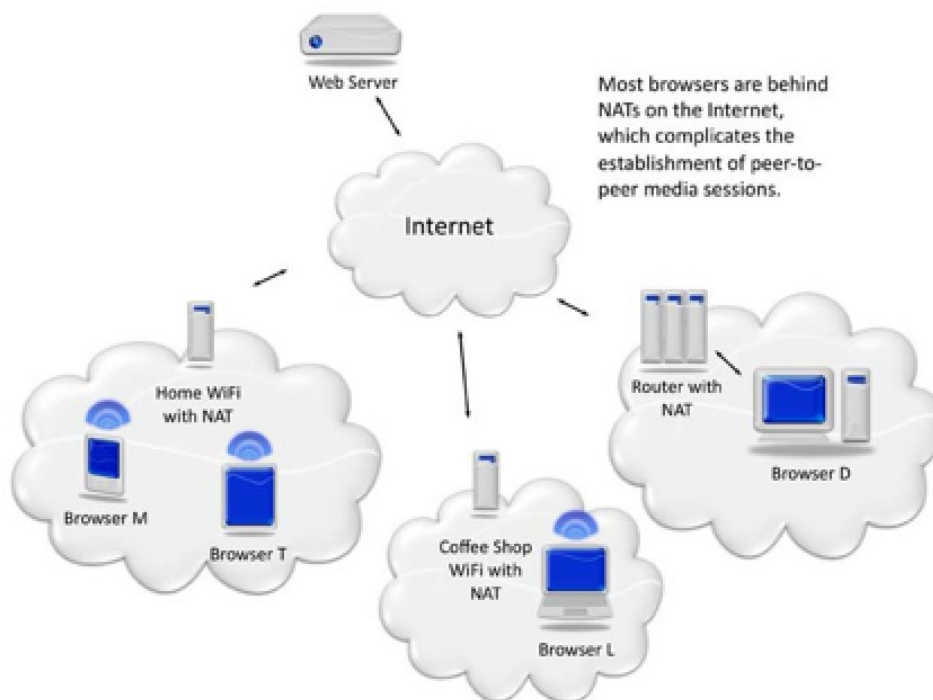 Web Server
Most browsers are behind
NATs on the Internet,
which complicates the
establishment of peer-to-
peer media sessions.
Internet
Home WiFi
with NAT
Router with
NAT
Browser M
Browser T
Browser D
Coffee Shop
WiFi with
NAT
Browser L